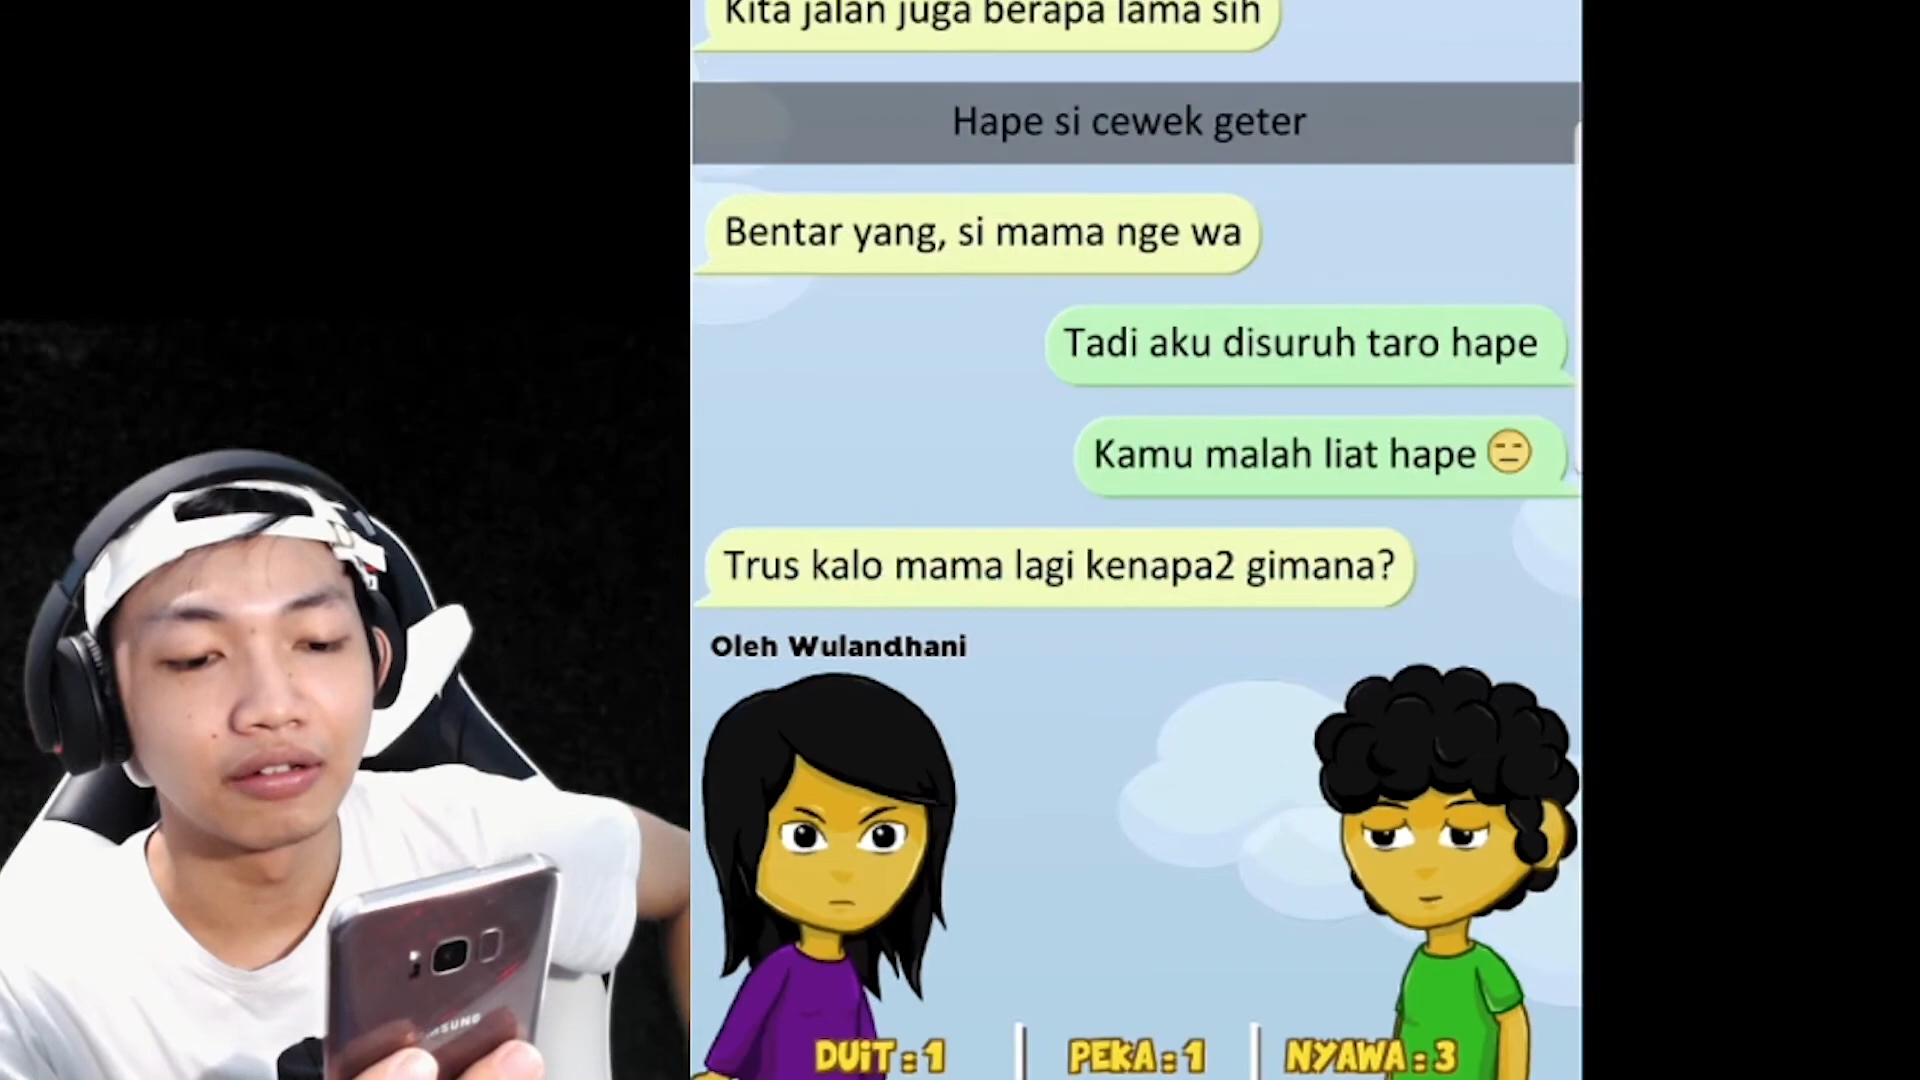 Kita jalan juga berapa lama sih
Hape si cewek geter
Bentar yang, si mama nge wa
Tadi aku disuruh taro hape
Kamu malah liat hape 😑
Trus kalo mama lagi kenapa2 gimana?
Oleh Wulandhani
DUiT : 1
PEKA : 1
NYAWA : 3
SAMSUNG